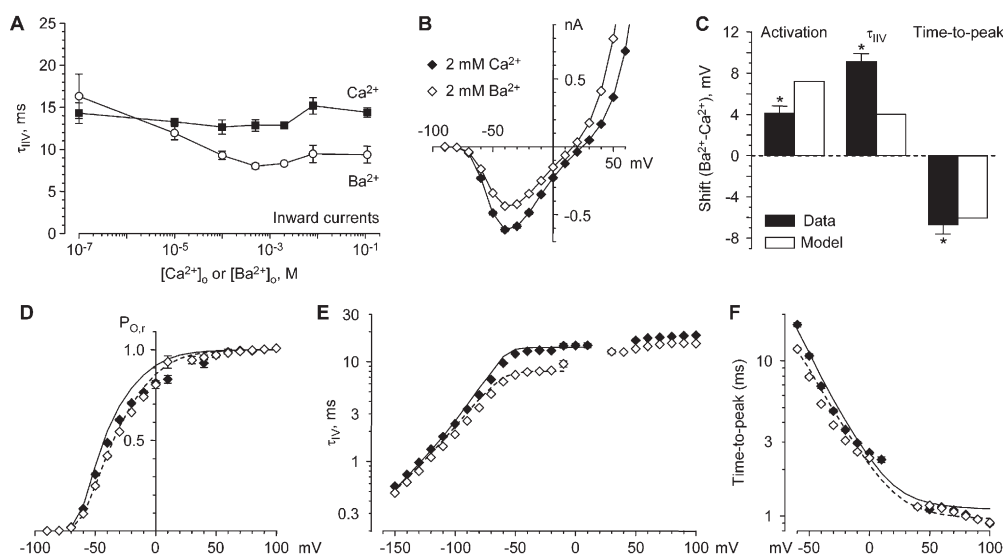 A
B
C
nA
12
Activation
τIIV
Time-to-peak
25
20
15
10
5
0
τIIV, ms
Ca²⁺
Ba²⁺
Inward currents
10⁻⁷
10⁻⁵
10⁻³
10⁻¹
[Ca²⁺]o or [Ba²⁺]o, M
2 mM Ca²⁺
2 mM Ba²⁺
0.5
-100
-50
50
mV
-0.5
8
4
0
-4
-8
Shift (Ba²⁺-Ca²⁺), mV
*
*
*
Data
Model
D
E
F
PO,r
1.0
0.5
-50
0
50
100
mV
30
10
3
1
0.3
τIV, ms
-150
-100
-50
0
50
100
mV
10
3
1
Time-to-peak (ms)
mV
-50
0
50
100